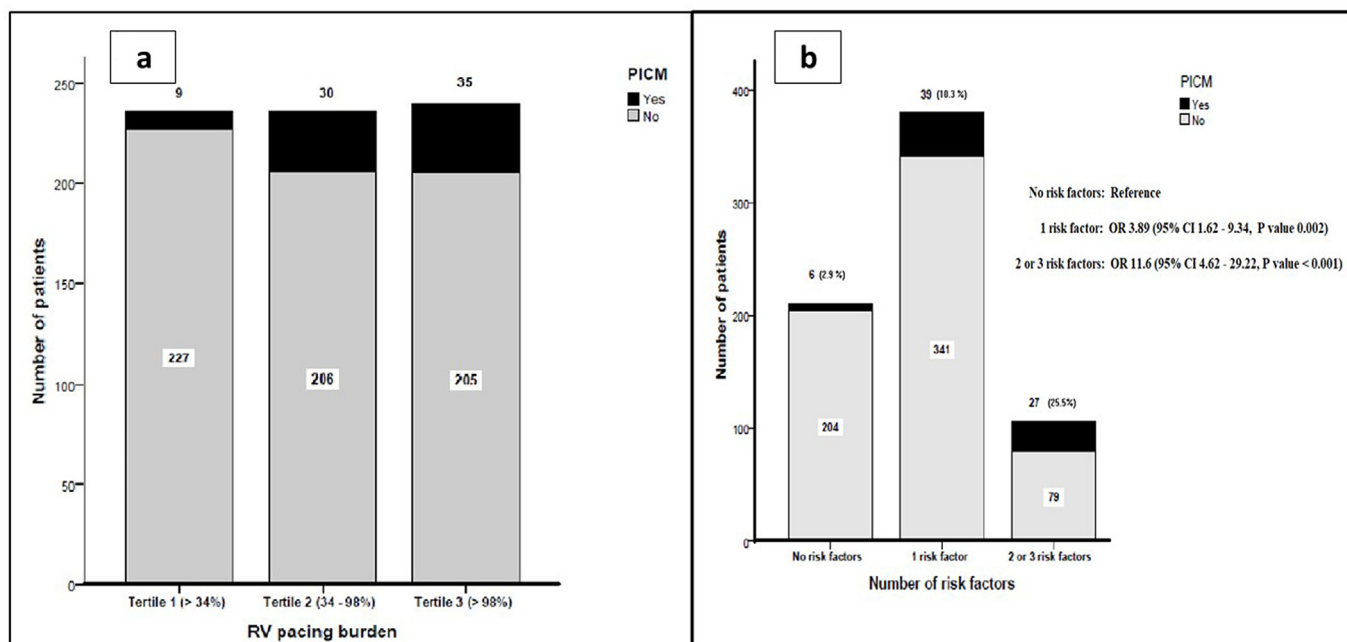 a
PICM
Yes
No
9
30
35
250
200
150
100
50
0
227
206
205
Number of patients
Tertile 1 (> 34%)
Tertile 2 (34 - 98%)
Tertile 3 (> 98%)
RV pacing burden
b
PICM
Yes
No
39 (10.3 %)
6 (2.9 %)
27 (25.5%)
400
300
200
100
0
204
341
79
Number of patients
No risk factors: Reference
1 risk factor: OR 3.89 (95% CI 1.62 - 9.34, P value 0.002)
2 or 3 risk factors: OR 11.6 (95% CI 4.62 - 29.22, P value < 0.001)
No risk factors
1 risk factor
2 or 3 risk factors
Number of risk factors